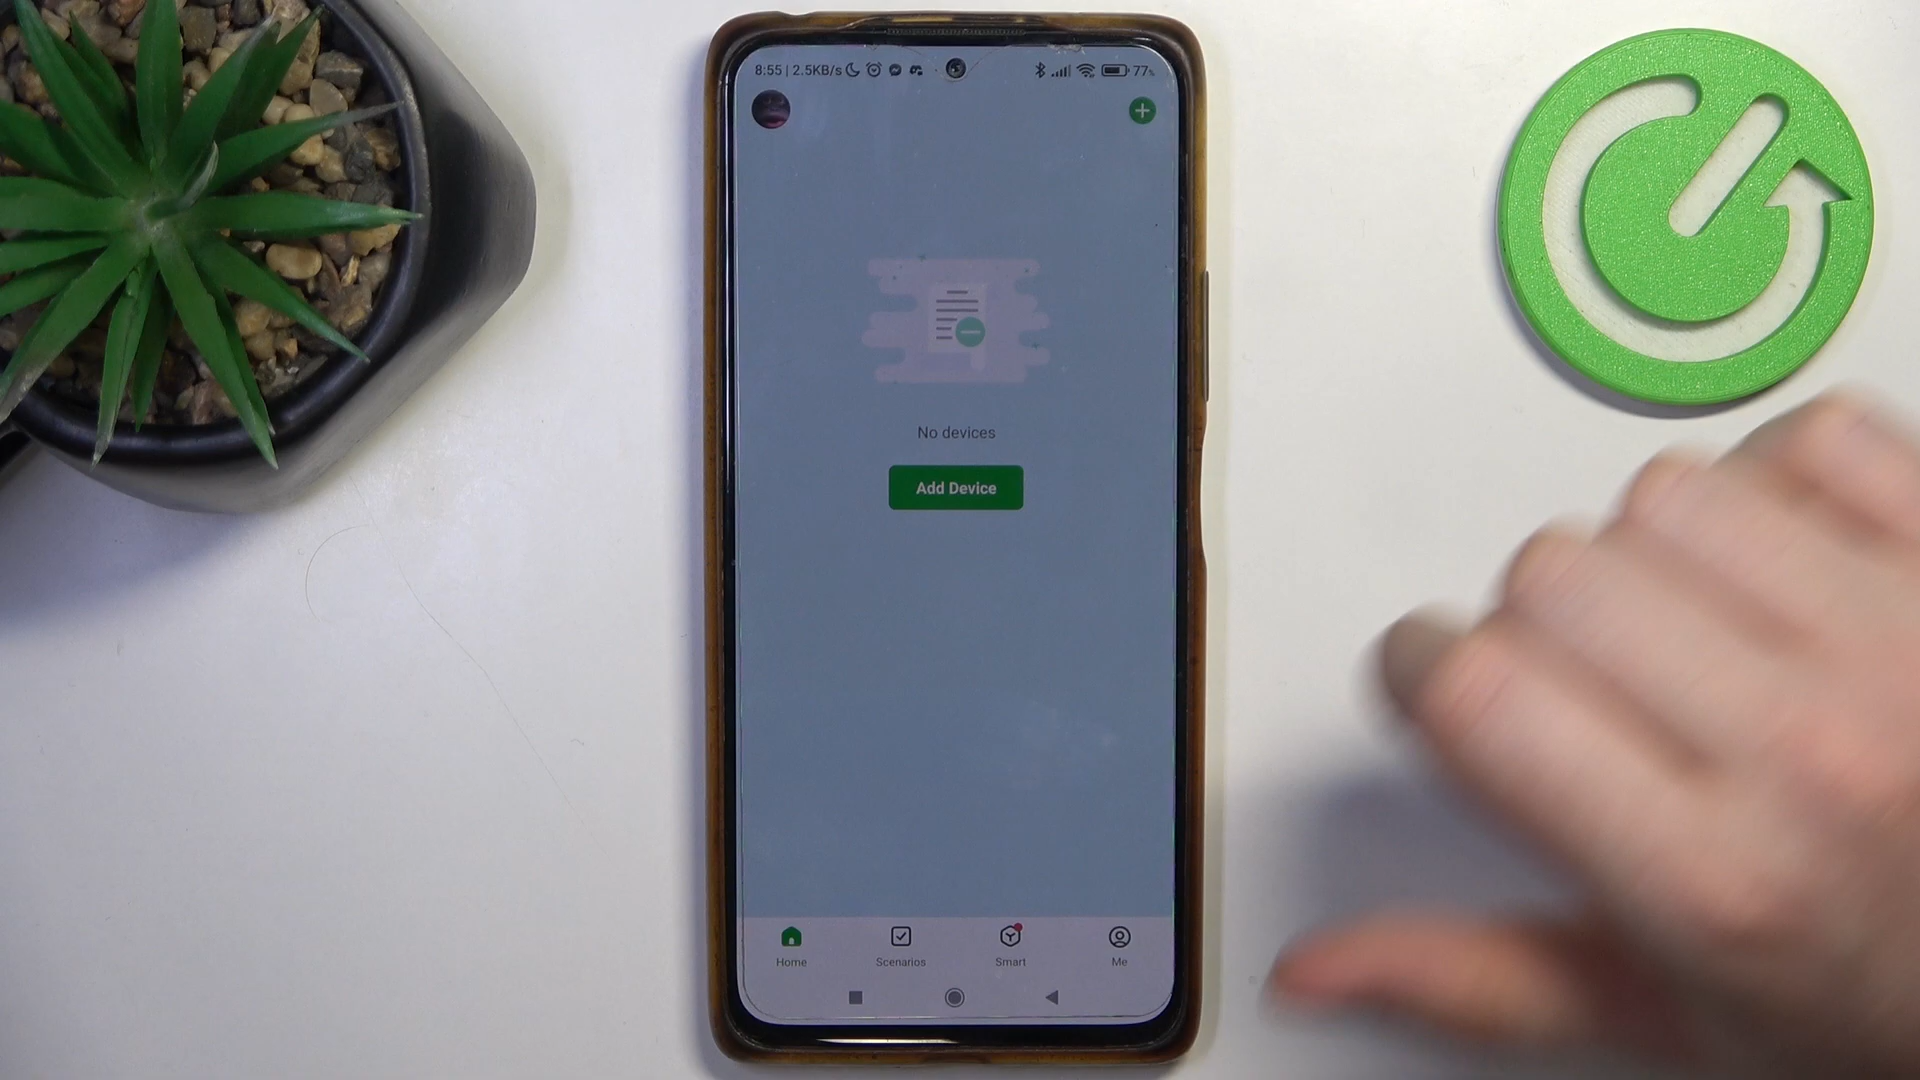 8:55 | 2.5KB/s 77%
No devices
Add Device
Home Scenarios Smart Me